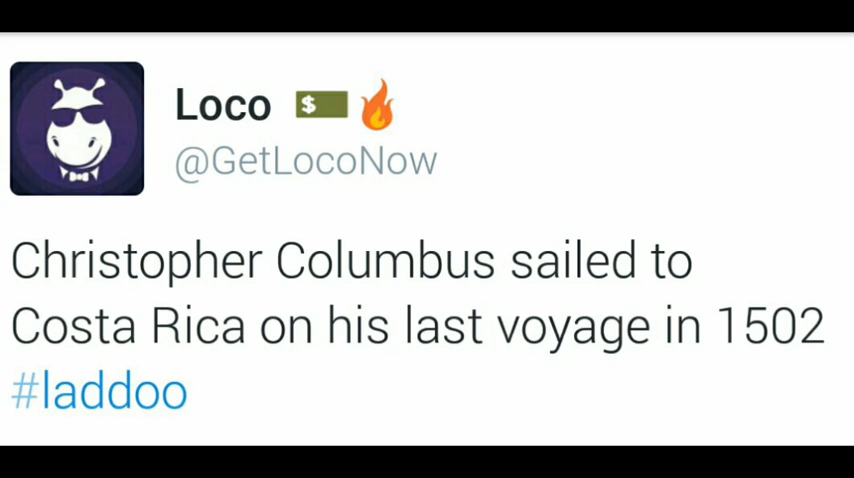 Loco 💵🔥
@GetLocoNow
Christopher Columbus sailed to
Costa Rica on his last voyage in 1502
#laddoo